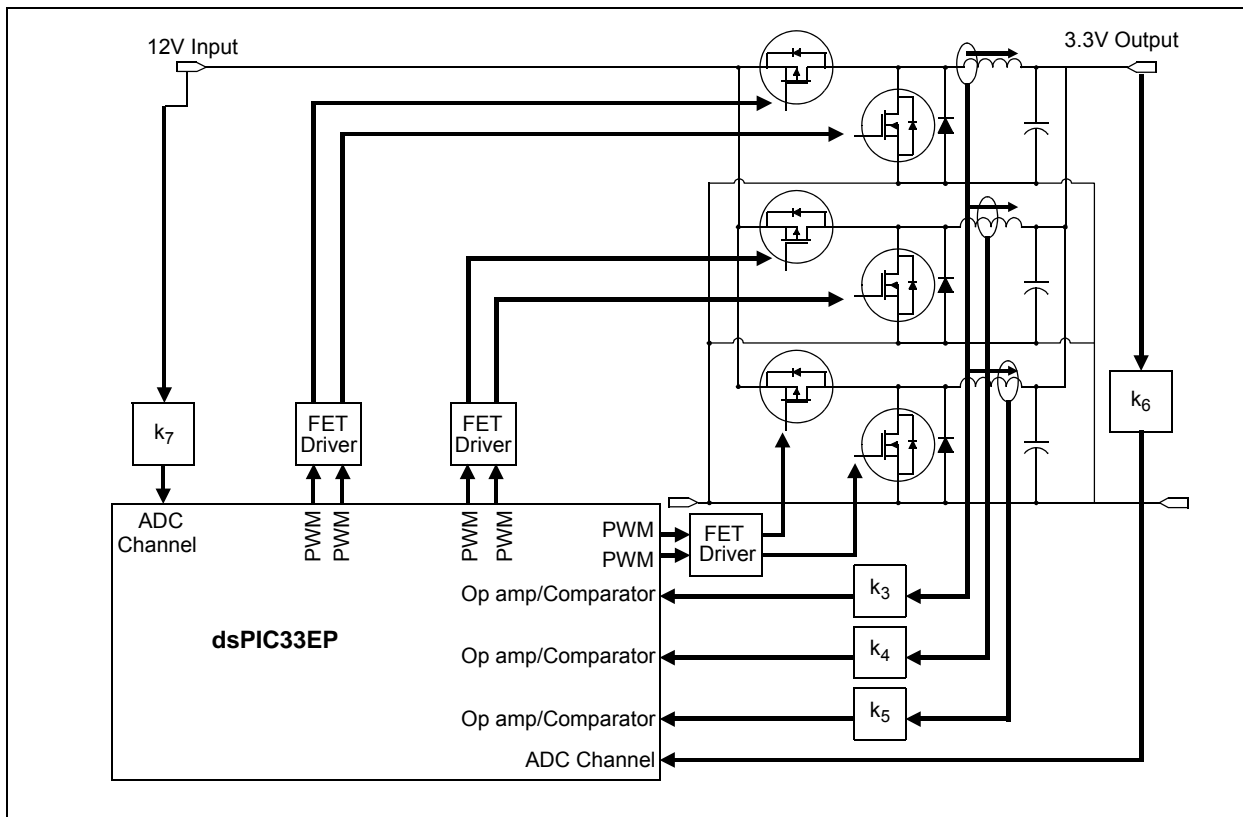 12V Input
3.3V Output
k7
FET
Driver
FET
Driver
k6
ADC
Channel
PWM
PWM
PWM
PWM
PWM
PWM
FET
Driver
Op amp/Comparator
k3
dsPIC33EP
Op amp/Comparator
k4
Op amp/Comparator
k5
ADC Channel